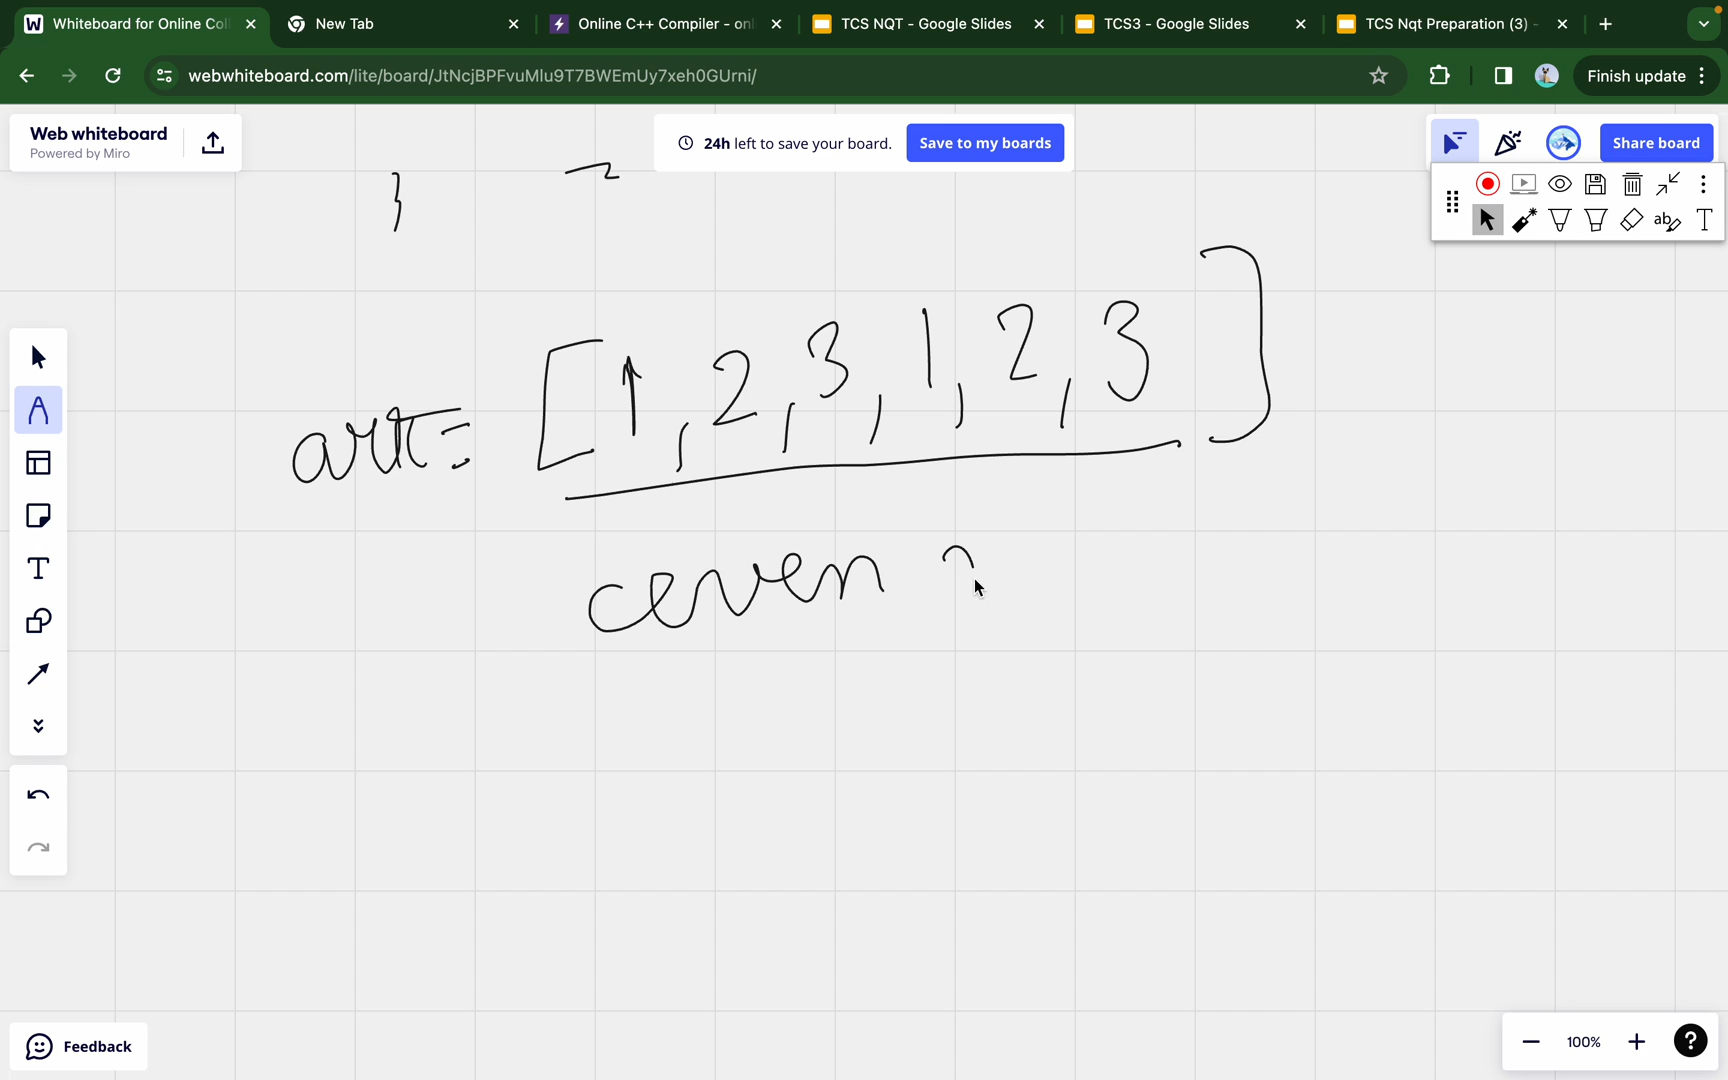 Whiteboard for Online Col
New Tab
Online C++ Compiler - onl
TCS NQT - Google Slides
TCS3 - Google Slides
TCS Nqt Preparation (3) -
webwhiteboard.com/lite/board/JtNcjBPFvuMlu9T7BWEmUy7xeh0GUrni/
Finish update
Web whiteboard
Powered by Miro
24h left to save your board.
Save to my boards
Share board
arr = [1, 2, 3, 1, 2, 3]
ceven
Feedback
100%